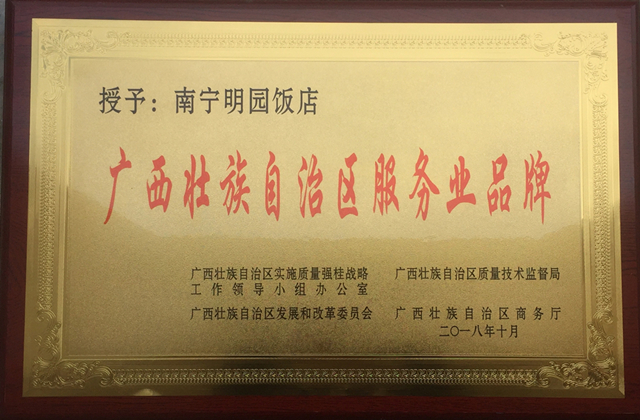 授予：南宁明园饭店
广西壮族自治区服务业品牌
广西壮族自治区实施质量强桂战略
工作领导小组办公室
广西壮族自治区质量技术监督局
广西壮族自治区发展和改革委员会
广西壮族自治区商务厅
二〇一八年十月